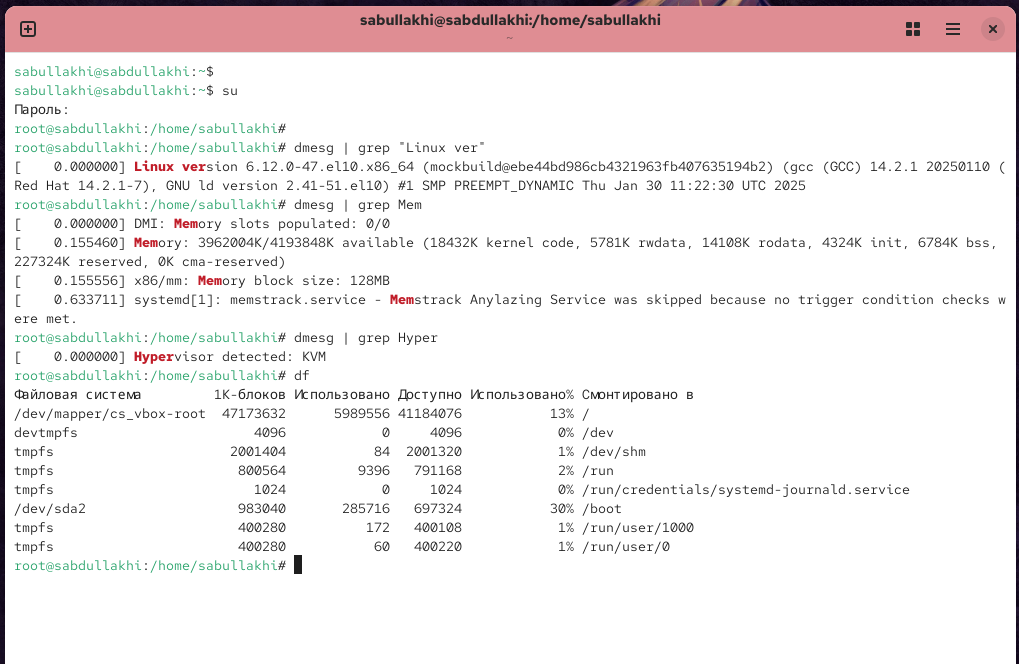 sabullakhi@sabdullakhi:/home/sabullakhi
~
sabullakhi@sabdullakhi:~$
sabullakhi@sabdullakhi:~$ su
Пароль:
root@sabdullakhi:/home/sabullakhi#
root@sabdullakhi:/home/sabullakhi# dmesg | grep "Linux ver"
[    0.000000] Linux version 6.12.0-47.el10.x86_64 (mockbuild@ebe44bd986cb4321963fb407635194b2) (gcc (GCC) 14.2.1 20250110 (
Red Hat 14.2.1-7), GNU ld version 2.41-51.el10) #1 SMP PREEMPT_DYNAMIC Thu Jan 30 11:22:30 UTC 2025
root@sabdullakhi:/home/sabullakhi# dmesg | grep Mem
[    0.000000] DMI: Memory slots populated: 0/0
[    0.155460] Memory: 3962004K/4193848K available (18432K kernel code, 5781K rwdata, 14108K rodata, 4324K init, 6784K bss,
227324K reserved, 0K cma-reserved)
[    0.155556] x86/mm: Memory block size: 128MB
[    0.633711] systemd[1]: memstrack.service - Memstrack Anylazing Service was skipped because no trigger condition checks w
ere met.
root@sabdullakhi:/home/sabullakhi# dmesg | grep Hyper
[    0.000000] Hypervisor detected: KVM
root@sabdullakhi:/home/sabullakhi# df
Файловая система         1K-блоков Использовано Доступно Использовано% Cмонтировано в
/dev/mapper/cs_vbox-root  47173632      5989556 41184076           13% /
devtmpfs                      4096            0     4096            0% /dev
tmpfs                      2001404           84  2001320            1% /dev/shm
tmpfs                       800564         9396   791168            2% /run
tmpfs                         1024            0     1024            0% /run/credentials/systemd-journald.service
/dev/sda2                   983040       285716   697324           30% /boot
tmpfs                       400280          172   400108            1% /run/user/1000
tmpfs                       400280           60   400220            1% /run/user/0
root@sabdullakhi:/home/sabullakhi#